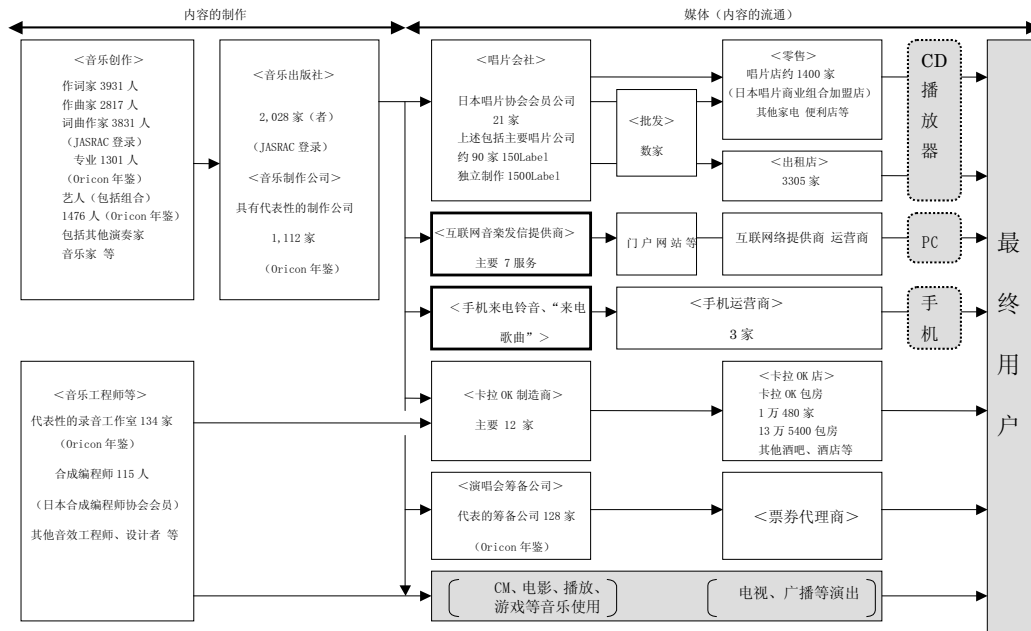 内容的制作
媒体（内容的流通）
＜音乐创作＞
作词家 3931 人
作曲家 2817 人
词曲作家 3831 人
(JASRAC 登录)
专业 1301 人
(Oricon 年鉴)
艺人（包括组合）
1476 人 (Oricon 年鉴)
包括其他演奏家
音乐家 等
＜音乐出版社＞
2,028 家（者）
(JASRAC 登录)
＜音乐制作公司＞
具有代表性的制作公司
1,112 家
(Oricon 年鉴)
＜唱片会社＞
日本唱片协会会员公司
21 家
上述包括主要唱片公司
约 90 家 150Label
独立制作 1500Label
＜批发＞
数家
＜零售＞
唱片店约 1400 家
（日本唱片商业组合加盟店）
其他家电 便利店等
＜出租店＞
3305 家
CD
播
放
器
＜互联网音楽发信提供商＞
主要 7 服务
门户网站等
互联网络提供商 运营商
PC
＜手机来电铃音、“来电
歌曲”＞
＜手机运营商＞
3 家
手
机
最
终
用
户
＜音乐工程师等＞
代表性的录音工作室 134 家
(Oricon 年鉴)
合成编程师 115 人
（日本合成编程师协会会员）
其他音效工程师、设计者 等
＜卡拉 OK 制造商＞
主要 12 家
＜卡拉 OK 店＞
卡拉 OK 包房
1 万 480 家
13 万 5400 包房
其他酒吧、酒店等
＜演唱会筹备公司＞
代表的筹备公司 128 家
(Oricon 年鉴)
＜票券代理商＞
CM、电影、播放、
游戏等音乐使用
电视、广播等演出